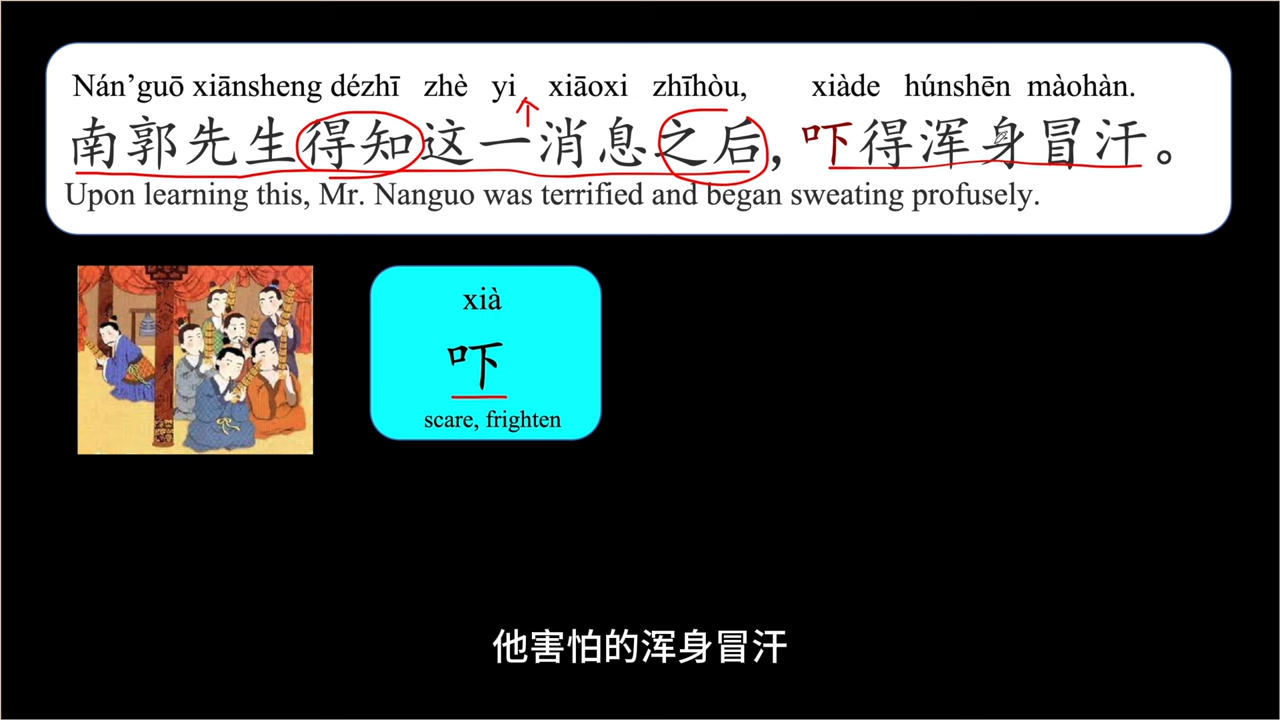 Nán’guō xiānsheng dézhī zhè yi xiāoxi zhīhòu, xiàde húnshēn màohàn.
南郭先生得知这一消息之后，吓得浑身冒汗。
Upon learning this, Mr. Nanguo was terrified and began sweating profusely.
xià
吓
scare, frighten
他害怕的浑身冒汗